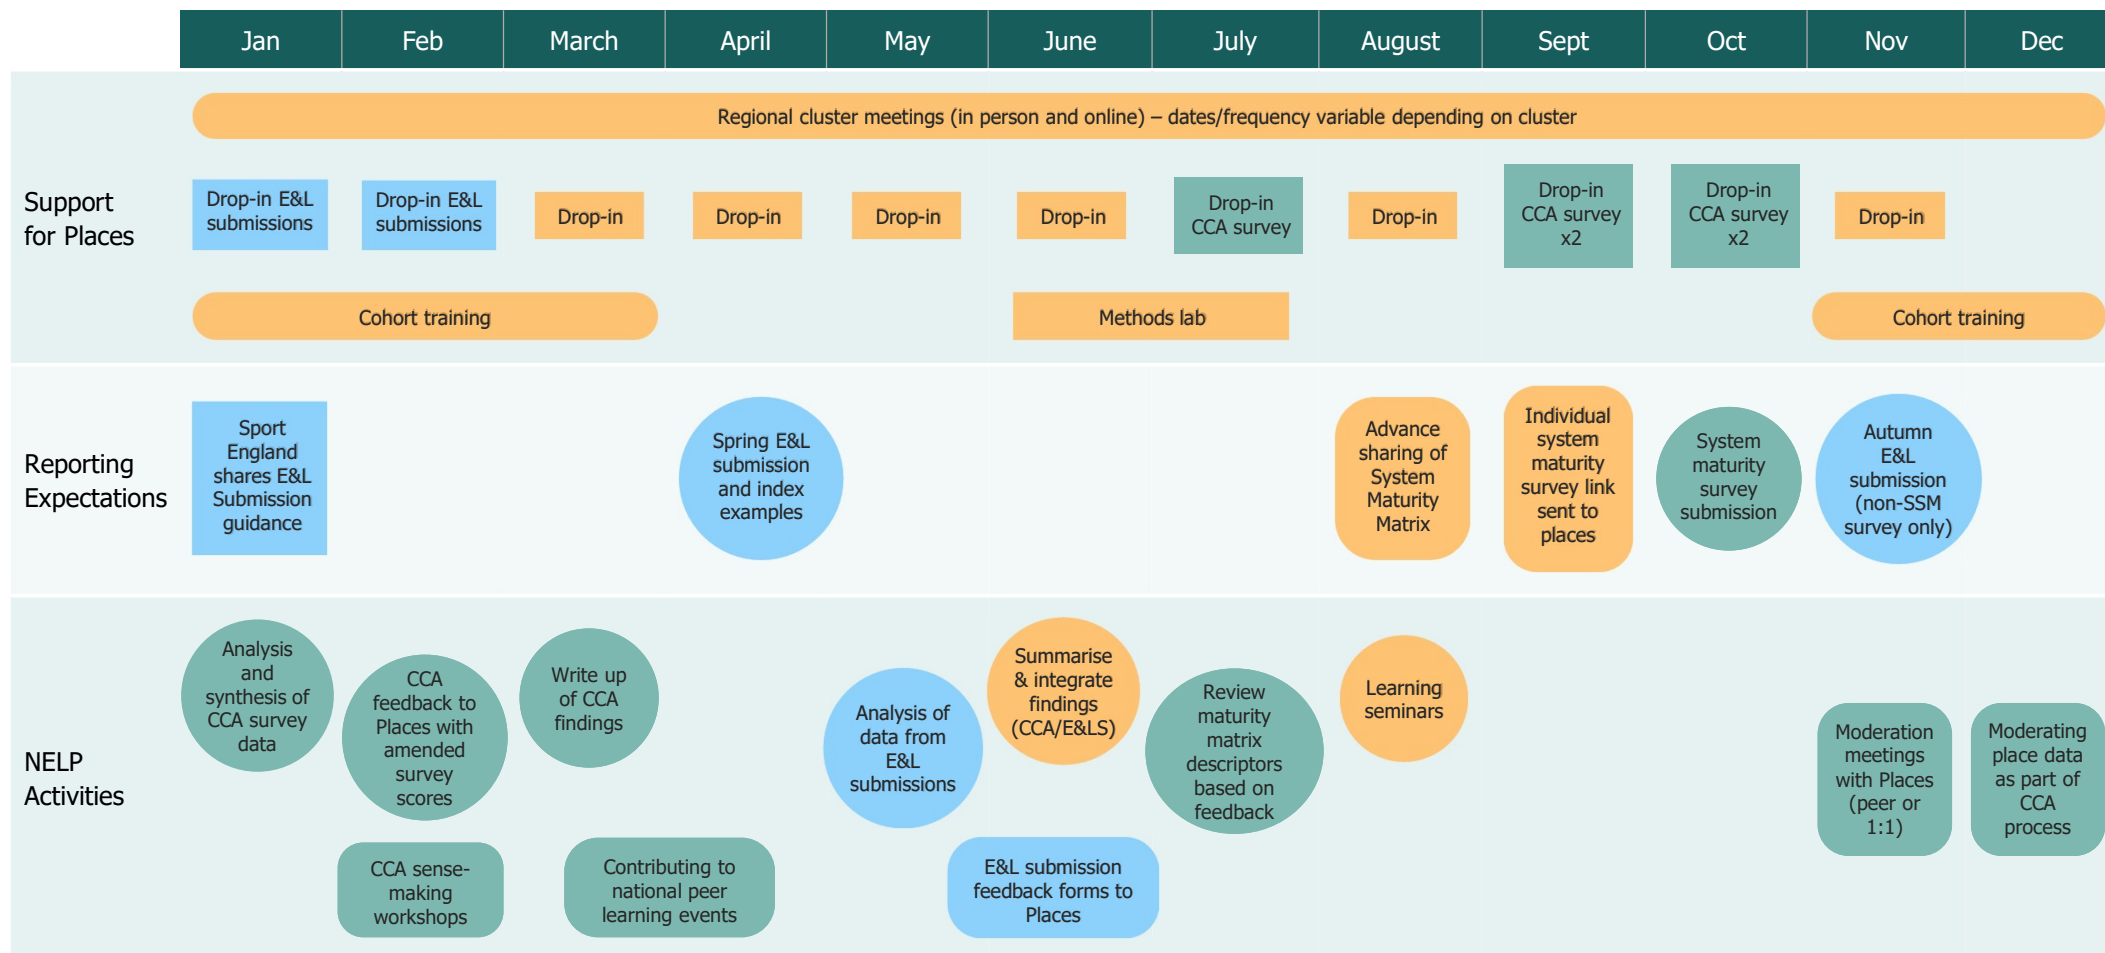 Jan Feb March April May June July August Sept Oct Nov Dec
Regional cluster meetings (in person and online) – dates/frequency variable depending on cluster
Support
for Places
Drop-in E&L
submissions
Drop-in E&L
submissions
Drop-in
Drop-in
Drop-in
Drop-in
Drop-in
CCA survey
Drop-in
Drop-in
CCA survey
x2
Drop-in
CCA survey
x2
Drop-in
Cohort training
Methods lab
Cohort training
Reporting
Expectations
Sport
England
shares E&L
Submission
guidance
Spring E&L
submission
and index
examples
Advance
sharing of
System
Maturity
Matrix
Individual
system
maturity
survey link
sent to
places
System
maturity
survey
submission
Autumn
E&L
submission
(non-SSM
survey only)
NELP
Activities
Analysis
and
synthesis of
CCA survey
data
CCA
feedback to
Places with
amended
survey
scores
Write up
of CCA
findings
Analysis of
data from
E&L
submissions
Summarise
& integrate
findings
(CCA/E&LS)
Review
maturity
matrix
descriptors
based on
feedback
Learning
seminars
Moderation
meetings
with Places
(peer or
1:1)
Moderating
place data
as part of
CCA
process
CCA sense-
making
workshops
Contributing to
national peer
learning events
E&L submission
feedback forms to
Places